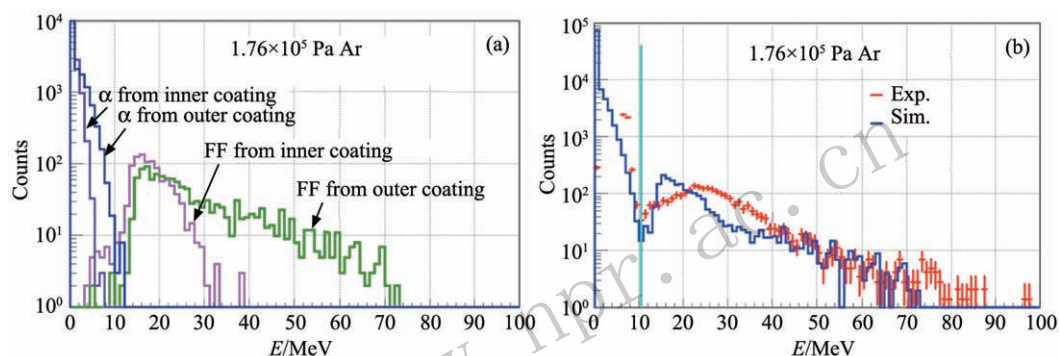 1.76×10⁵ Pa Ar
(a)
α from inner coating
α from outer coating
FF from inner coating
FF from outer coating
Counts
10⁴
10³
10²
10¹
10⁰
0 10 20 30 40 50 60 70 80 90 100
E/MeV
1.76×10⁵ Pa Ar
(b)
Exp.
Sim.
Counts
10⁵
10⁴
10³
10²
10¹
10⁰
0 10 20 30 40 50 60 70 80 90 100
E/MeV
npr.ac.cn